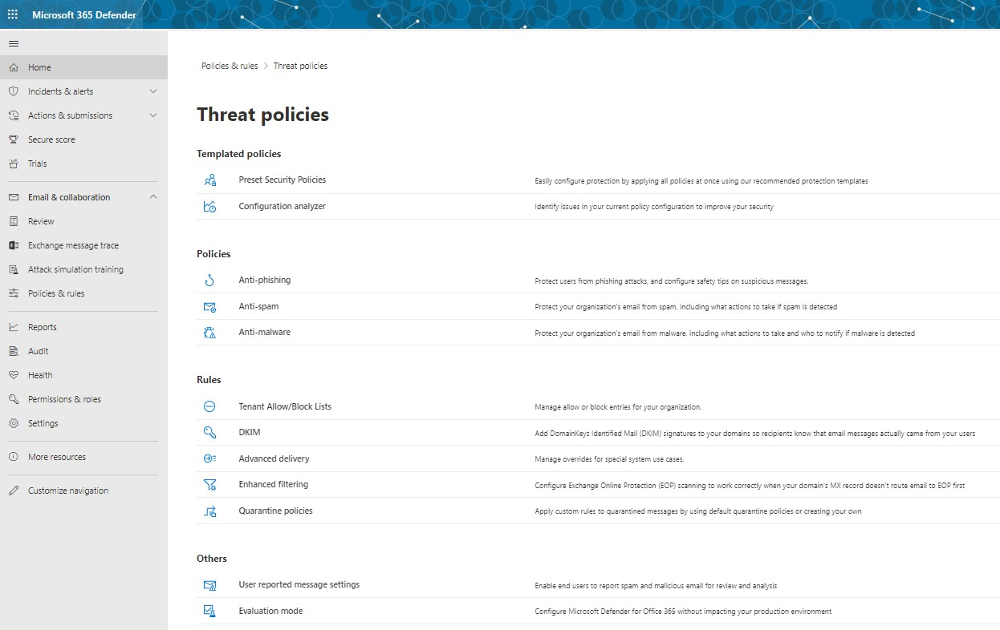 Microsoft 365 Defender
Home
Incidents & alerts
Actions & submissions
Secure score
Trials
Email & collaboration
Review
Exchange message trace
Attack simulation training
Policies & rules
Reports
Audit
Health
Permissions & roles
Settings
More resources
Customize navigation
Policies & rules > Threat policies
Threat policies
Templated policies
Preset Security Policies Easily configure protection by applying all policies at once using our recommended protection templates
Configuration analyzer Identify issues in your current policy configuration to improve your security
Policies
Anti-phishing Protect users from phishing attacks, and configure safety tips on suspicious messages.
Anti-spam Protect your organization's email from spam, including what actions to take if spam is detected
Anti-malware Protect your organization's email from malware, including what actions to take and who to notify if malware is detected
Rules
Tenant Allow/Block Lists Manage allow or block entries for your organization.
DKIM Add DomainKeys Identified Mail (DKIM) signatures to your domains so recipients know that email messages actually came from your users
Advanced delivery Manage overrides for special system use cases.
Enhanced filtering Configure Exchange Online Protection (EOP) scanning to work correctly when your domain's MX record doesn't route email to EOP first
Quarantine policies Apply custom rules to quarantined messages by using default quarantine policies or creating your own
Others
User reported message settings Enable end users to report spam and malicious email for review and analysis
Evaluation mode Configure Microsoft Defender for Office 365 without impacting your production environment